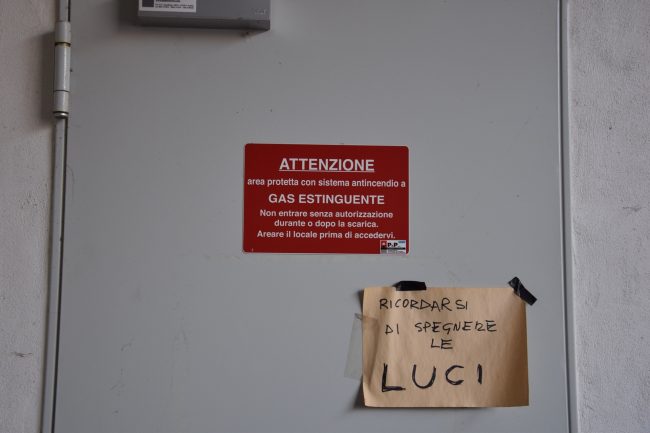 ATTENZIONE
area protetta con sistema antincendio a
GAS ESTINGUENTE
Non entrare senza autorizzazione
durante o dopo la scarica.
Areare il locale prima di accedervi.
P&P
RICORDARSI
DI SPEGNERE
LE
LUCI